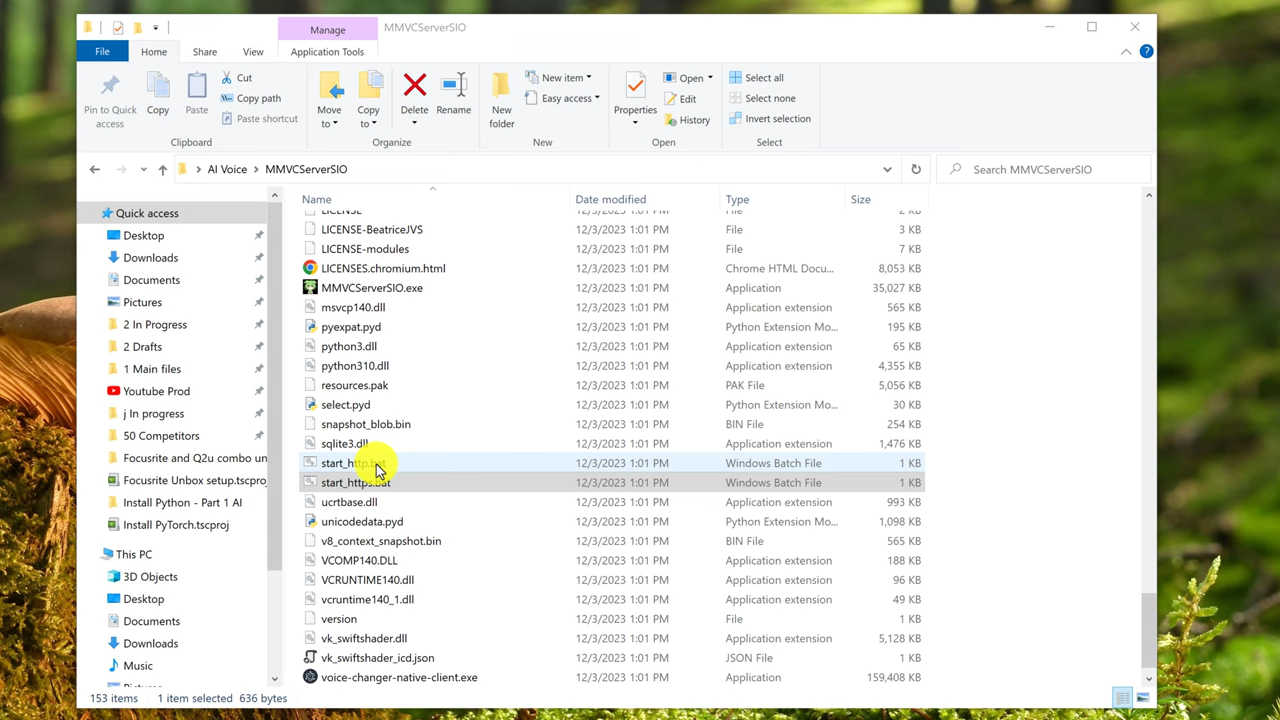 Manage
MMVCServerSIO
File
Home
Share
View
Application Tools
Pin to Quick
access
Copy
Paste
Cut
Copy path
Paste shortcut
Clipboard
Move
to
Copy
to
Delete
Rename
Organize
New
folder
New item
Easy access
New
Properties
Open
Edit
History
Open
Select all
Select none
Invert selection
Select
AI Voice > MMVCServerSIO
Search MMVCServerSIO
Quick access
Desktop
Downloads
Documents
Pictures
2 In Progress
2 Drafts
1 Main files
Youtube Prod
j In progress
50 Competitors
Focusrite and Q2u combo un
Focusrite Unbox setup.tscproj
Install Python - Part 1 AI
Install PyTorch.tscproj
This PC
3D Objects
Desktop
Documents
Downloads
Music
Pictures
Name Date modified Type Size
LICENSE 12/3/2023 1:01 PM File 2 KB
LICENSE-BeatriceJVS 12/3/2023 1:01 PM File 3 KB
LICENSE-modules 12/3/2023 1:01 PM File 7 KB
LICENSES.chromium.html 12/3/2023 1:01 PM Chrome HTML Docu... 8,053 KB
MMVCServerSIO.exe 12/3/2023 1:01 PM Application 35,027 KB
msvcp140.dll 12/3/2023 1:01 PM Application extension 565 KB
pyexpat.pyd 12/3/2023 1:01 PM Python Extension Mo... 195 KB
python3.dll 12/3/2023 1:01 PM Application extension 65 KB
python310.dll 12/3/2023 1:01 PM Application extension 4,355 KB
resources.pak 12/3/2023 1:01 PM PAK File 5,056 KB
select.pyd 12/3/2023 1:01 PM Python Extension Mo... 30 KB
snapshot_blob.bin 12/3/2023 1:01 PM BIN File 254 KB
sqlite3.dll 12/3/2023 1:01 PM Application extension 1,476 KB
start_http.bat 12/3/2023 1:01 PM Windows Batch File 1 KB
start_https.bat 12/3/2023 1:01 PM Windows Batch File 1 KB
ucrtbase.dll 12/3/2023 1:01 PM Application extension 993 KB
unicodedata.pyd 12/3/2023 1:01 PM Python Extension Mo... 1,098 KB
v8_context_snapshot.bin 12/3/2023 1:01 PM BIN File 565 KB
VCOMP140.DLL 12/3/2023 1:01 PM Application extension 188 KB
VCRUNTIME140.dll 12/3/2023 1:01 PM Application extension 96 KB
vcruntime140_1.dll 12/3/2023 1:01 PM Application extension 49 KB
version 12/3/2023 1:01 PM File 1 KB
vk_swiftshader.dll 12/3/2023 1:01 PM Application extension 5,128 KB
vk_swiftshader_icd.json 12/3/2023 1:01 PM JSON File 1 KB
voice-changer-native-client.exe 12/3/2023 1:01 PM Application 159,408 KB
153 items 1 item selected 636 bytes